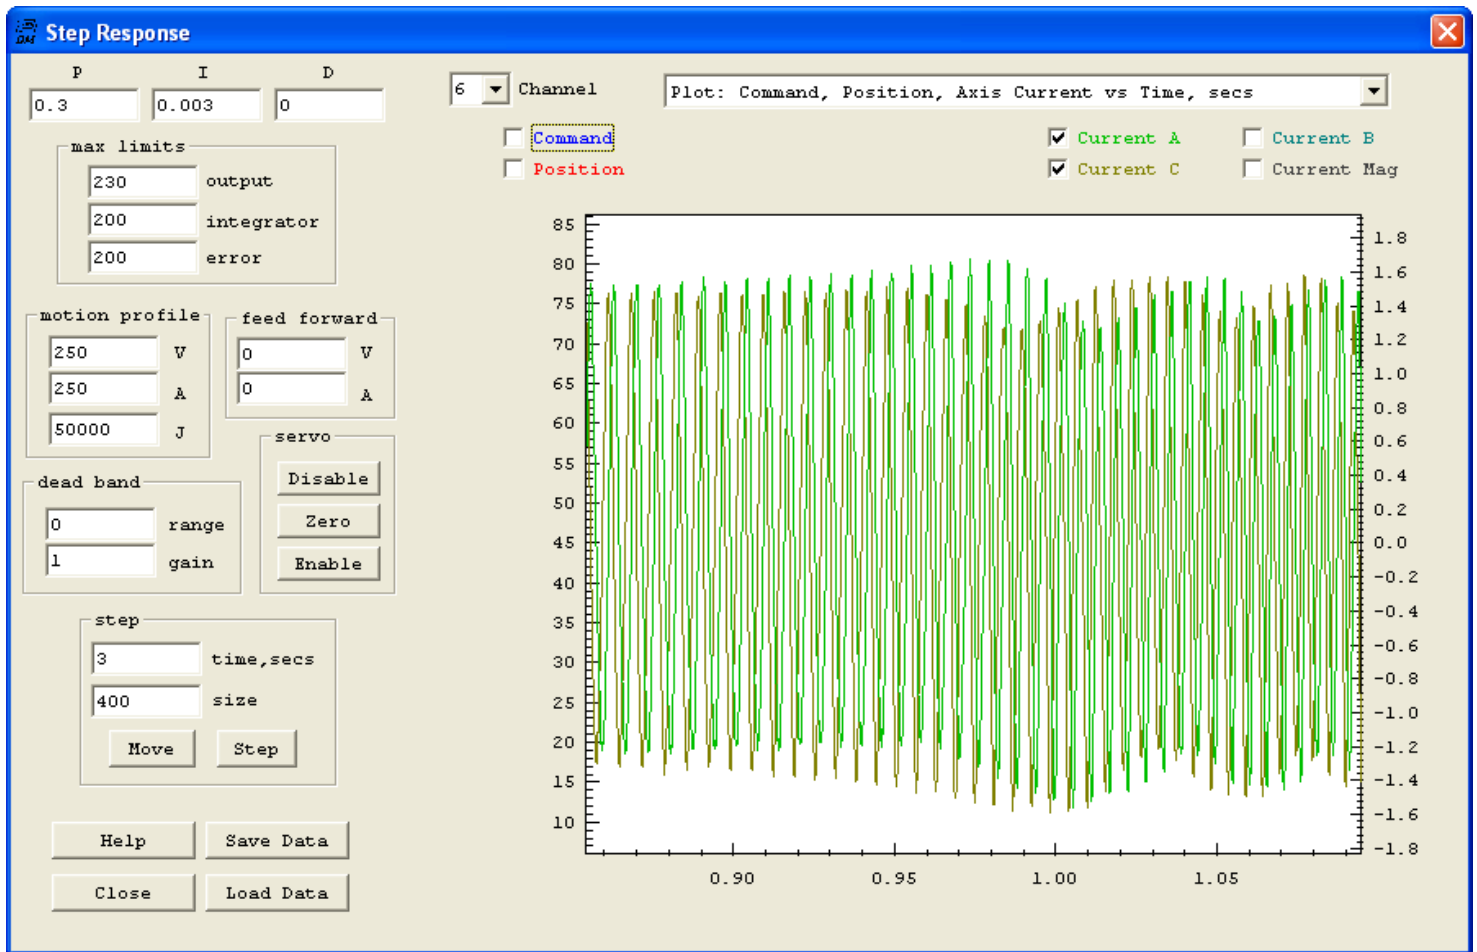 Step Response
P I D
0.3 0.003 0
6 Channel
Plot: Command, Position, Axis Current vs Time, secs
Command
Position
Current A
Current B
Current C
Current Mag
max limits
230 output
200 integrator
200 error
motion profile
250 V
250 A
50000 J
feed forward
0 V
0 A
servo
Disable
Zero
Enable
dead band
0 range
1 gain
step
3 time,secs
400 size
Move Step
Help Save Data
Close Load Data
85
80
75
70
65
60
55
50
45
40
35
30
25
20
15
10
1.8
1.6
1.4
1.2
1.0
0.8
0.6
0.4
0.2
0.0
-0.2
-0.4
-0.6
-0.8
-1.0
-1.2
-1.4
-1.6
-1.8
0.90 0.95 1.00 1.05